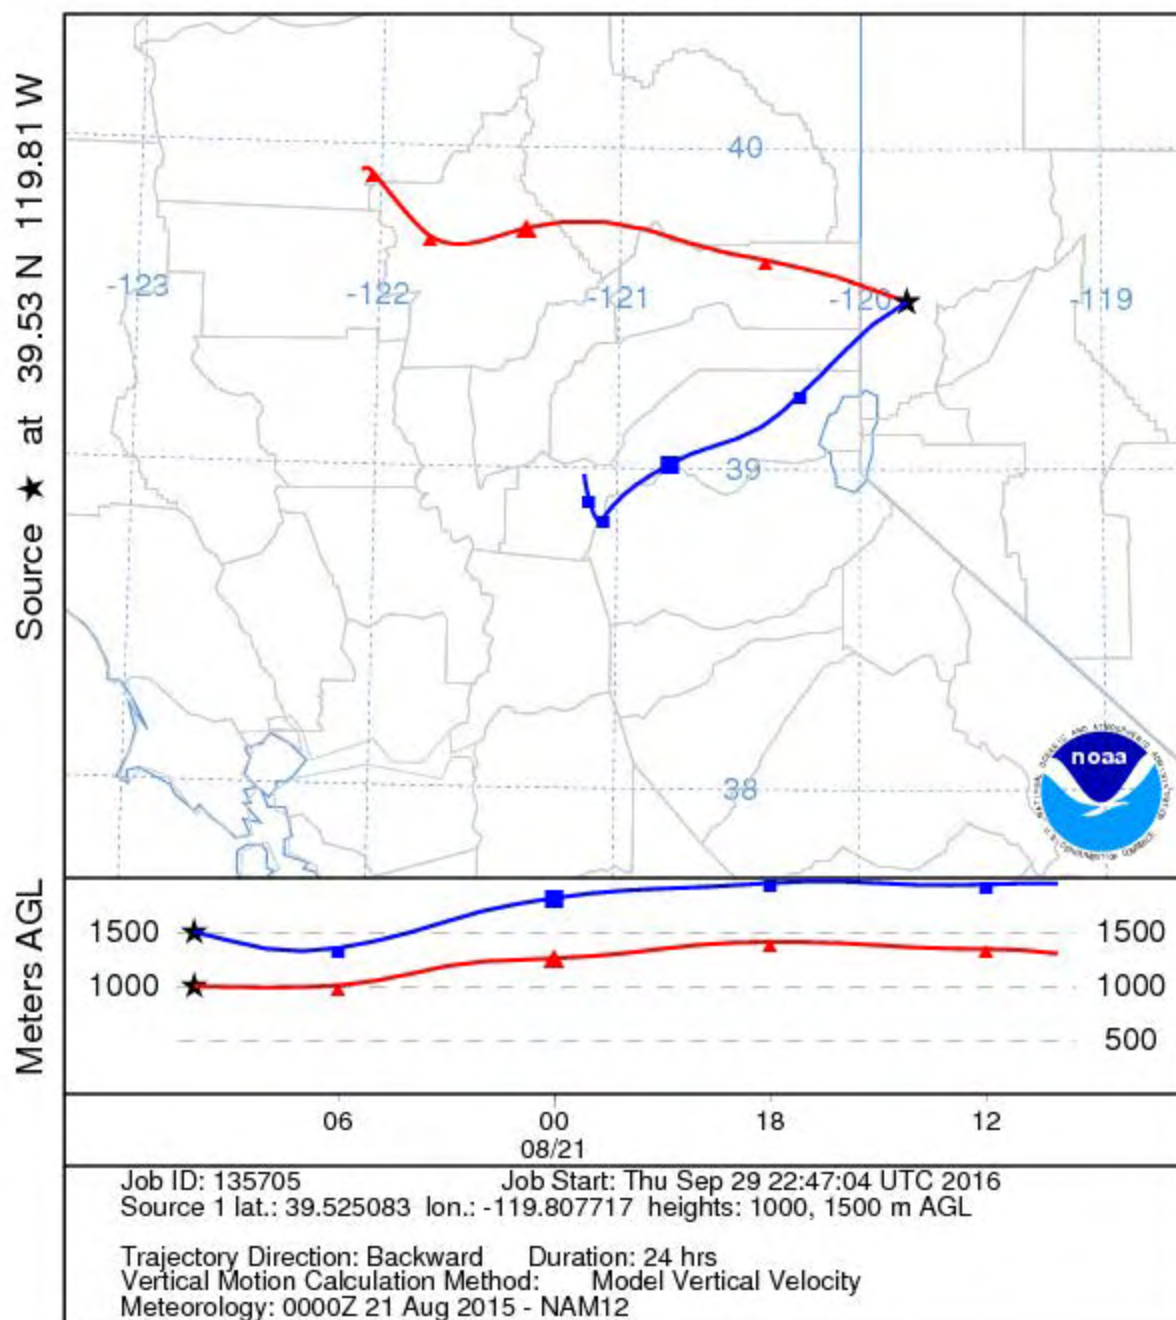 Source ★ at 39.53 N 119.81 W
40
-123
-122
-121
-120
-119
39
38
noaa
Meters AGL
1500
1500
1000
1000
500
06
00
18
12
08/21
Job ID: 135705 Job Start: Thu Sep 29 22:47:04 UTC 2016
Source 1 lat.: 39.525083 lon.: -119.807717 heights: 1000, 1500 m AGL
Trajectory Direction: Backward Duration: 24 hrs
Vertical Motion Calculation Method: Model Vertical Velocity
Meteorology: 0000Z 21 Aug 2015 - NAM12